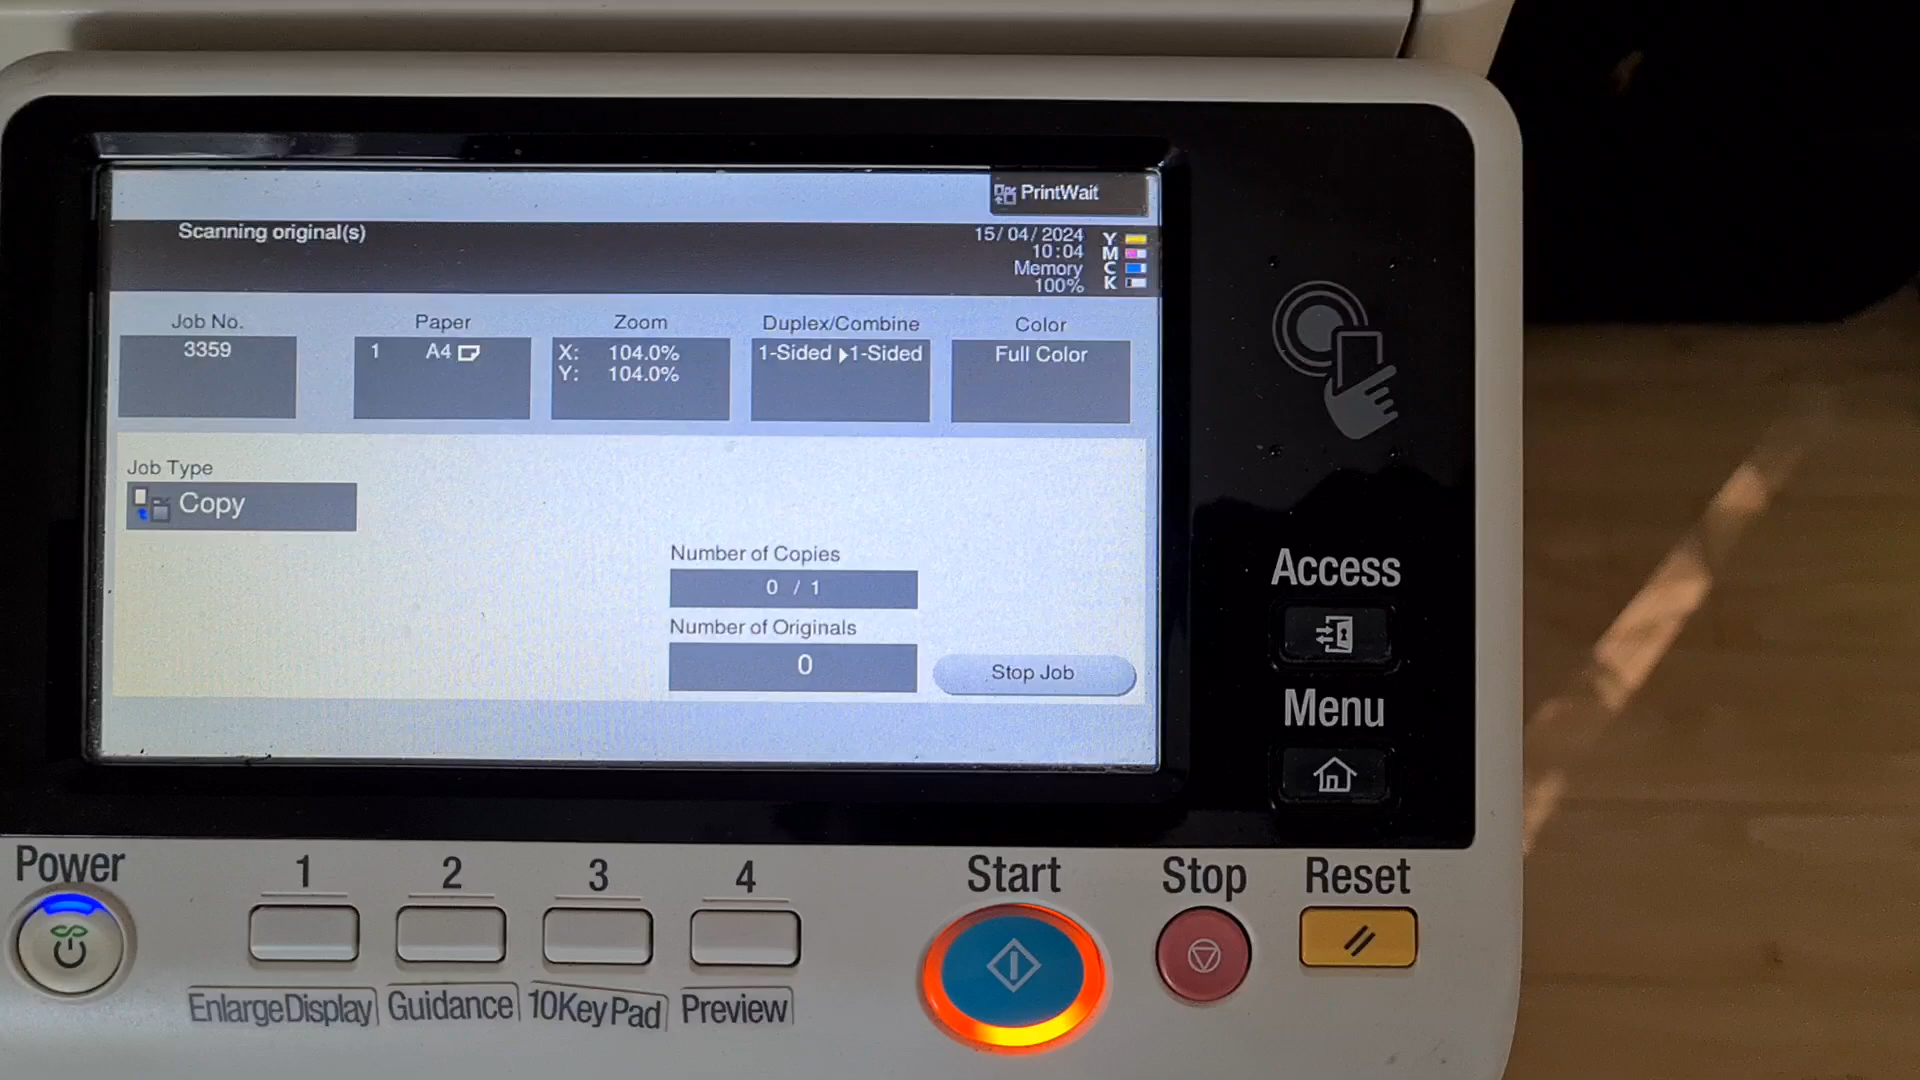 PrintWait
Scanning original(s)
15/04/2024
10:04
Memory
100%
Y
M
C
K
Job No.
3359
Paper
1 A4
Zoom
X: 104.0%
Y: 104.0%
Duplex/Combine
1-Sided ▶1-Sided
Color
Full Color
Job Type
Copy
Number of Copies
0 / 1
Number of Originals
0
Stop Job
Access
Menu
Power
1
2
3
4
Start
Stop
Reset
EnlargeDisplay
Guidance
10KeyPad
Preview